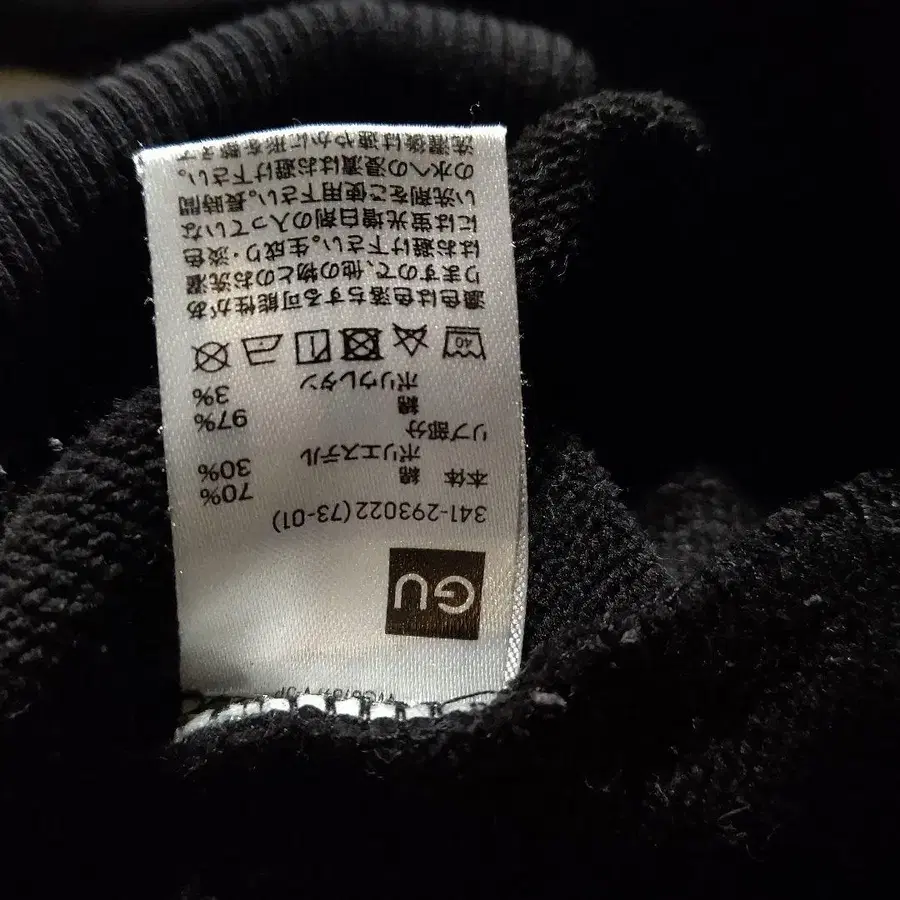 GU
341-293022(73-01)
本体 綿 70%
ポリエステル 30%
リブ部分
綿 97%
ポリウレタン 3%
40
濃色は色落ちする可能性があ
りますので、他の物とのお洗濯
はお避け下さい。生成り・淡色
には蛍光増白剤の入っていな
い洗剤をご使用下さい。長時間
の水への浸漬はお避け下さい。
洗濯後は速やかに形を整えて